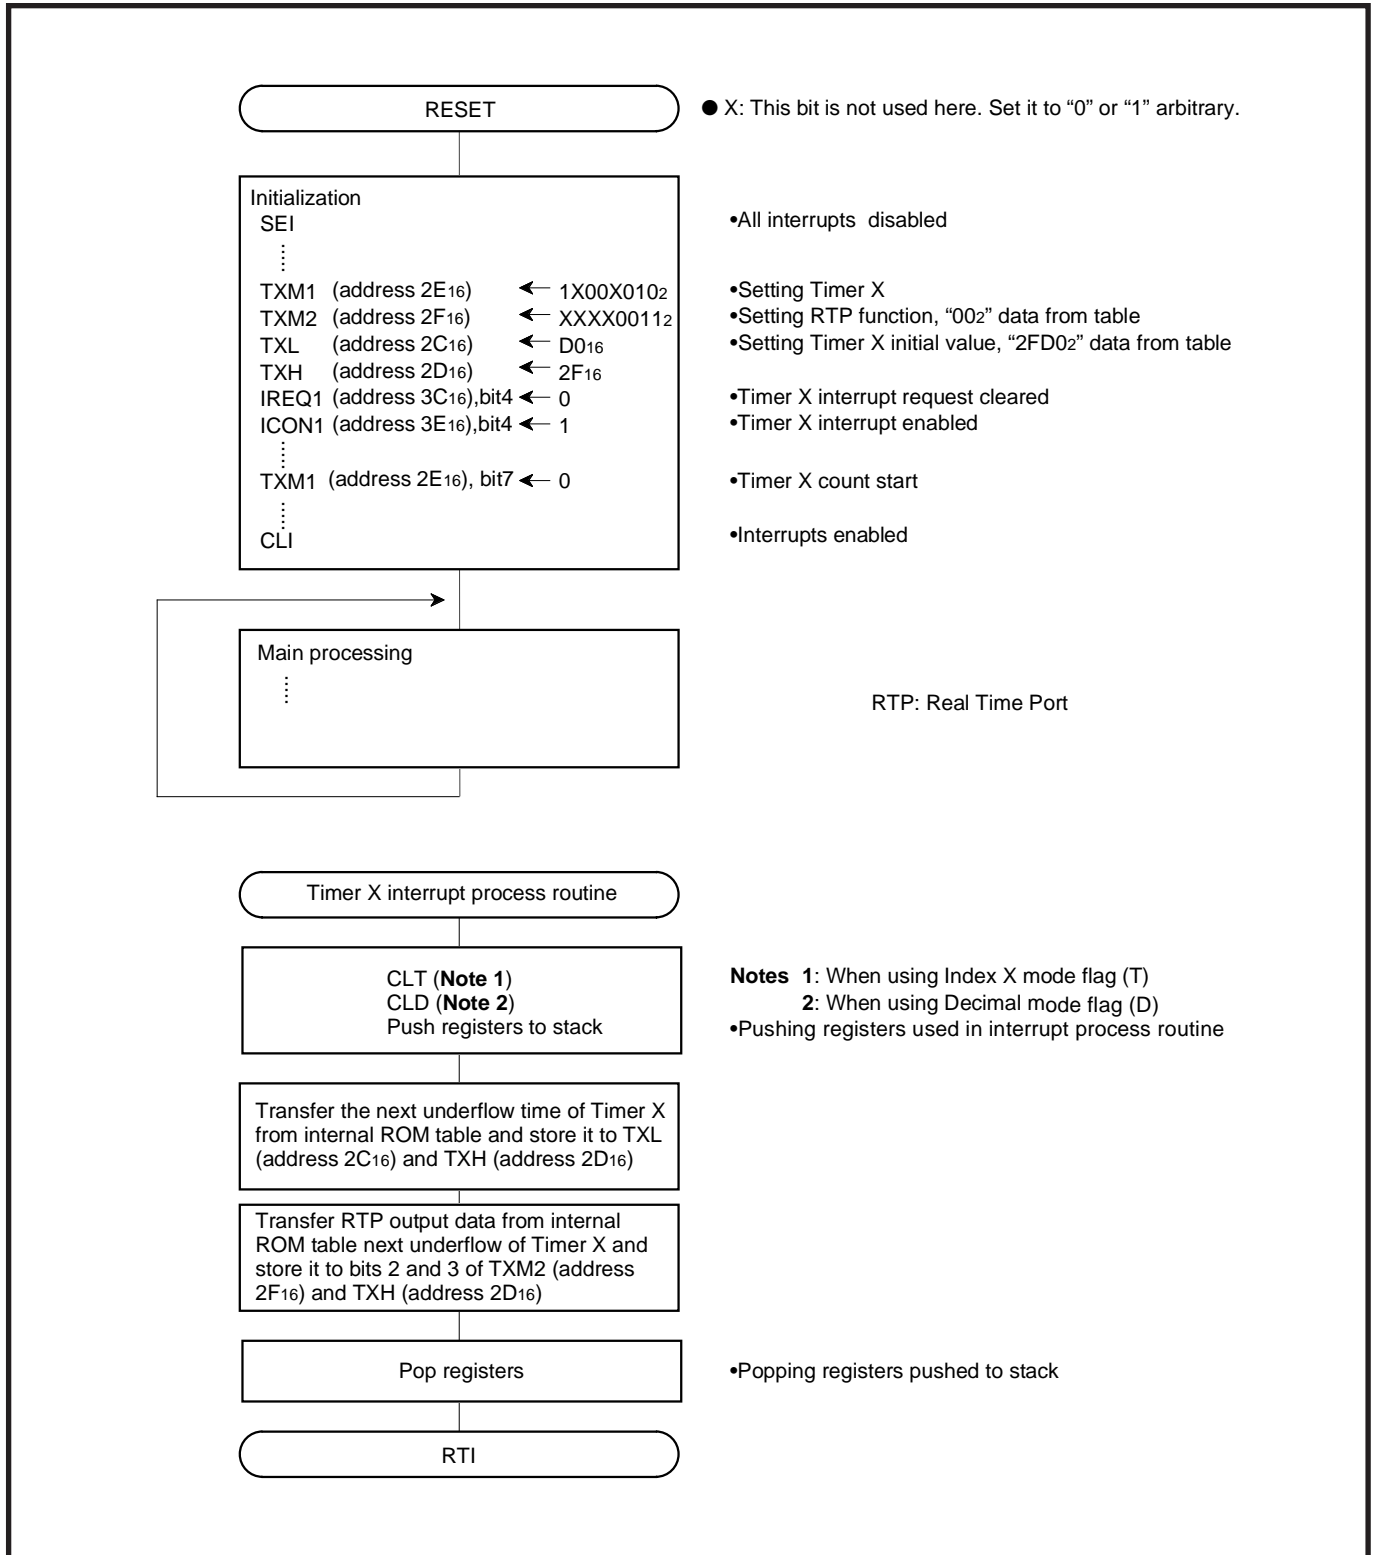 RESET
● X: This bit is not used here. Set it to “0” or “1” arbitrary.
Initialization
SEI
•All interrupts disabled
TXM1 (address 2E16) ← 1X00X0102
•Setting Timer X
TXM2 (address 2F16) ← XXXX00112
•Setting RTP function, “002” data from table
TXL (address 2C16) ← D016
•Setting Timer X initial value, “2FD02” data from table
TXH (address 2D16) ← 2F16
IREQ1 (address 3C16),bit4 ← 0
•Timer X interrupt request cleared
ICON1 (address 3E16),bit4 ← 1
•Timer X interrupt enabled
TXM1 (address 2E16), bit7 ← 0
•Timer X count start
CLI
•Interrupts enabled
Main processing
RTP: Real Time Port
Timer X interrupt process routine
CLT (Note 1)
CLD (Note 2)
Push registers to stack
Notes 1: When using Index X mode flag (T)
2: When using Decimal mode flag (D)
•Pushing registers used in interrupt process routine
Transfer the next underflow time of Timer X
from internal ROM table and store it to TXL
(address 2C16) and TXH (address 2D16)
Transfer RTP output data from internal
ROM table next underflow of Timer X and
store it to bits 2 and 3 of TXM2 (address
2F16) and TXH (address 2D16)
Pop registers
•Popping registers pushed to stack
RTI